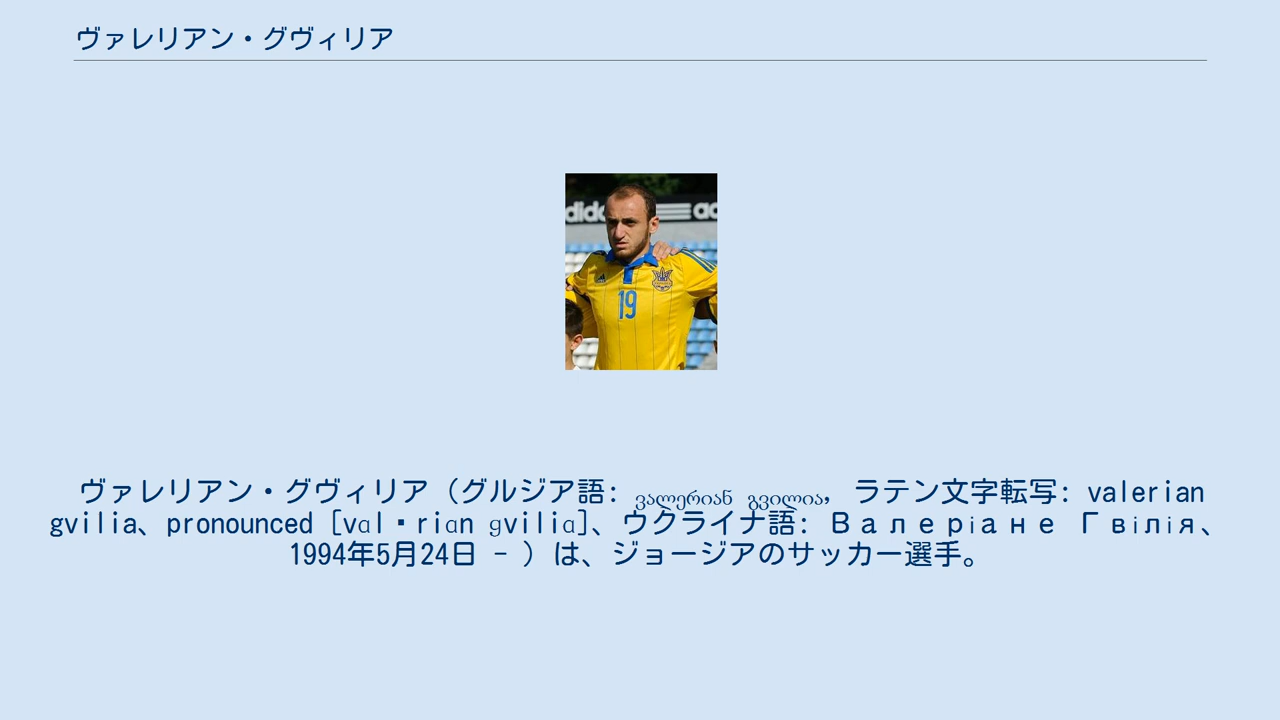 ヴァレリアン・グヴィリア
adidas
ad
19
ヴァレリアン・グヴィリア（グルジア語: ვალერიან გვილია, ラテン文字転写: valerian
gvilia、pronounced [vɑl▪riɑn ɡviliɑ]、ウクライナ語: Валеріане Гвілія、
1994年5月24日 - ）は、ジョージアのサッカー選手。